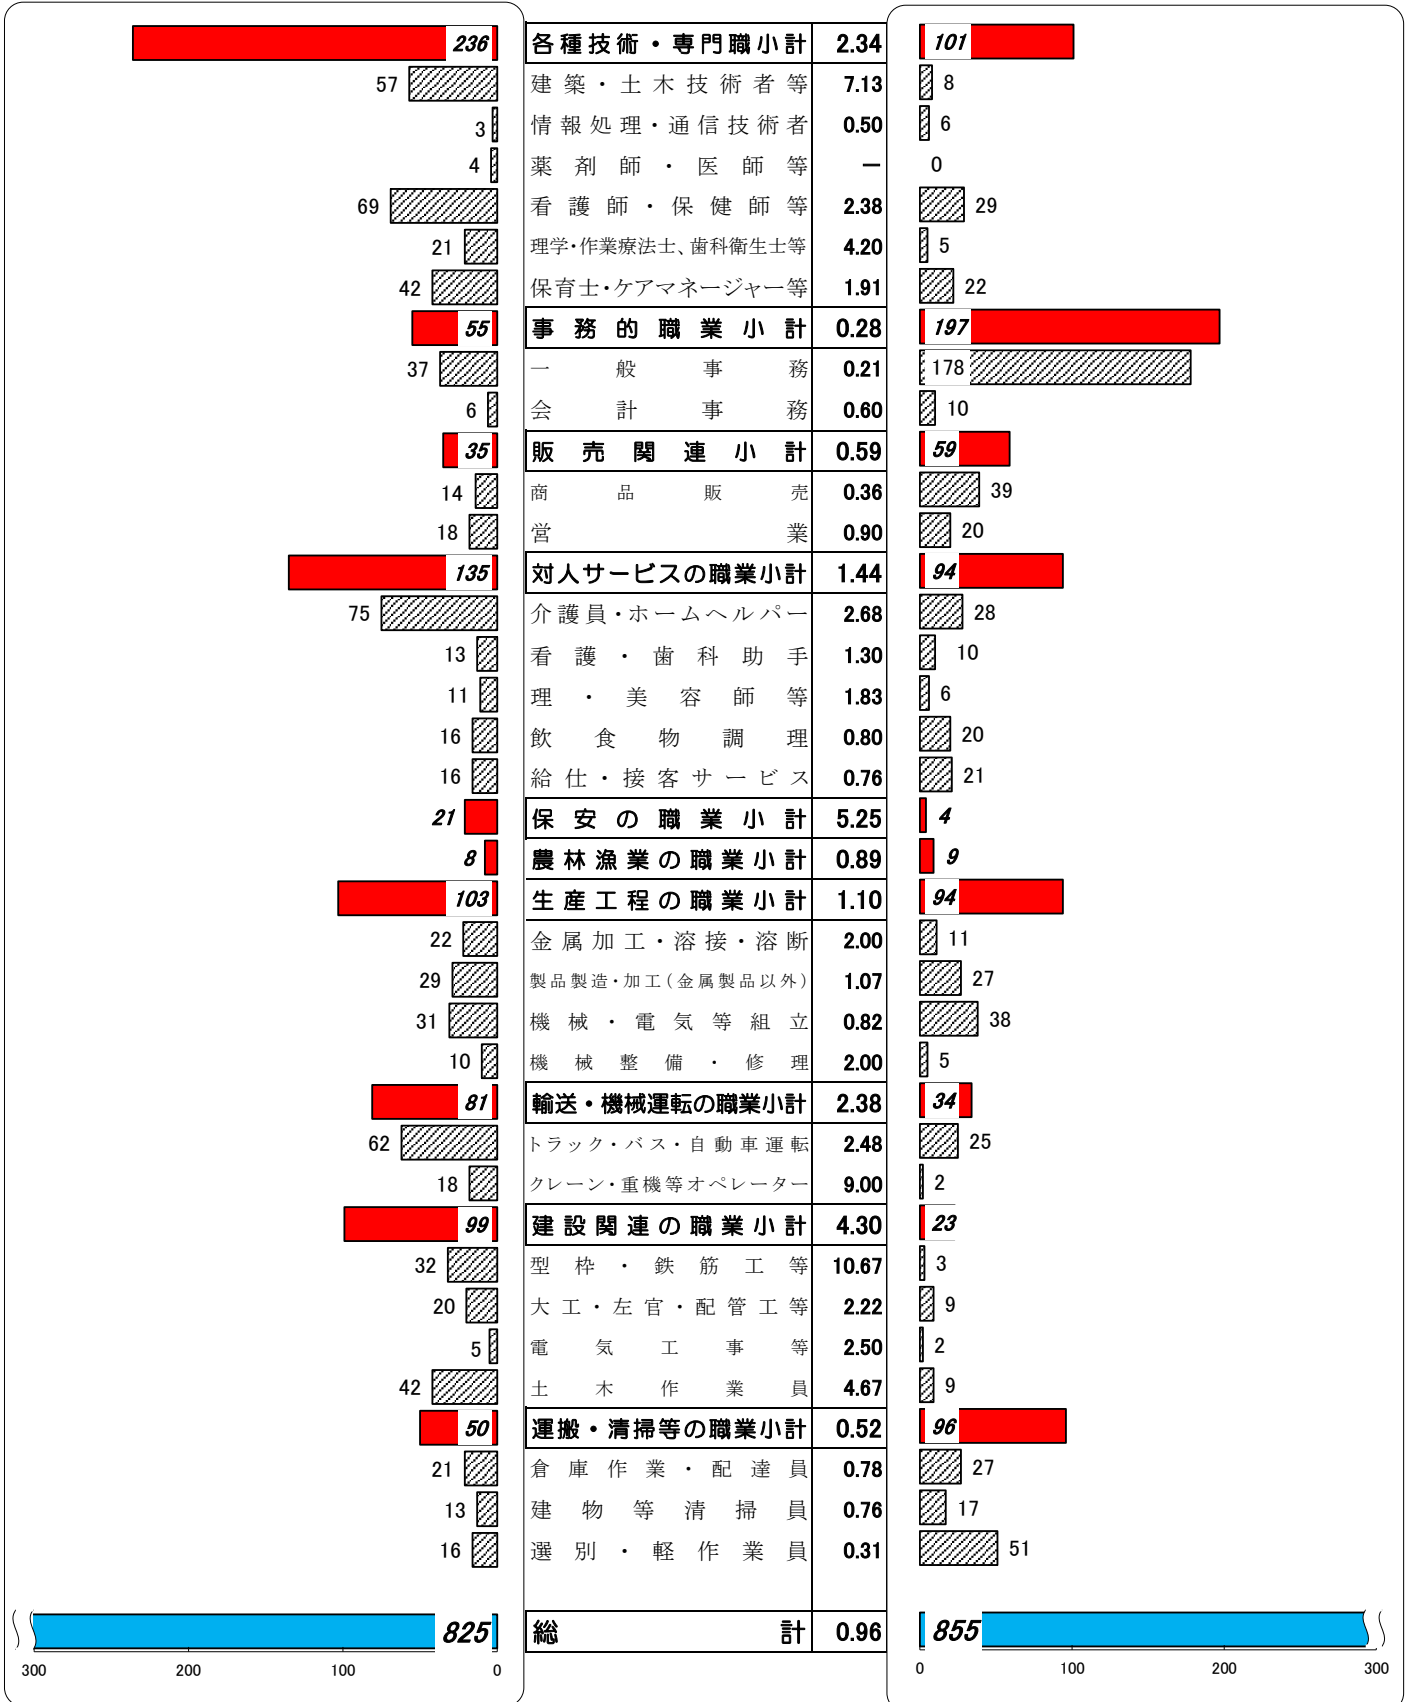 236 各種技術・専門職小計 2.34 101
57 建築・土木技術者等 7.13 8
3 情報処理・通信技術者 0.50 6
4 薬剤師・医師等 － 0
69 看護師・保健師等 2.38 29
21 理学・作業療法士、歯科衛生士等 4.20 5
42 保育士・ケアマネージャー等 1.91 22
55 事務的職業小計 0.28 197
37 一般事務 0.21 178
6 会計事務 0.60 10
35 販売関連小計 0.59 59
14 商品販売 0.36 39
18 営業 0.90 20
135 対人サービスの職業小計 1.44 94
75 介護員・ホームヘルパー 2.68 28
13 看護・歯科助手 1.30 10
11 理・美容師等 1.83 6
16 飲食物調理 0.80 20
16 給仕・接客サービス 0.76 21
21 保安の職業小計 5.25 4
8 農林漁業の職業小計 0.89 9
103 生産工程の職業小計 1.10 94
22 金属加工・溶接・溶断 2.00 11
29 製品製造・加工(金属製品以外) 1.07 27
31 機械・電気等組立 0.82 38
10 機械整備・修理 2.00 5
81 輸送・機械運転の職業小計 2.38 34
62 トラック・バス・自動車運転 2.48 25
18 クレーン・重機等オペレーター 9.00 2
99 建設関連の職業小計 4.30 23
32 型枠・鉄筋工等 10.67 3
20 大工・左官・配管工等 2.22 9
5 電気工事等 2.50 2
42 土木作業員 4.67 9
50 運搬・清掃等の職業小計 0.52 96
21 倉庫作業・配達員 0.78 27
13 建物等清掃員 0.76 17
16 選別・軽作業員 0.31 51
825 総計 0.96 855
300 200 100 0 0 100 200 300